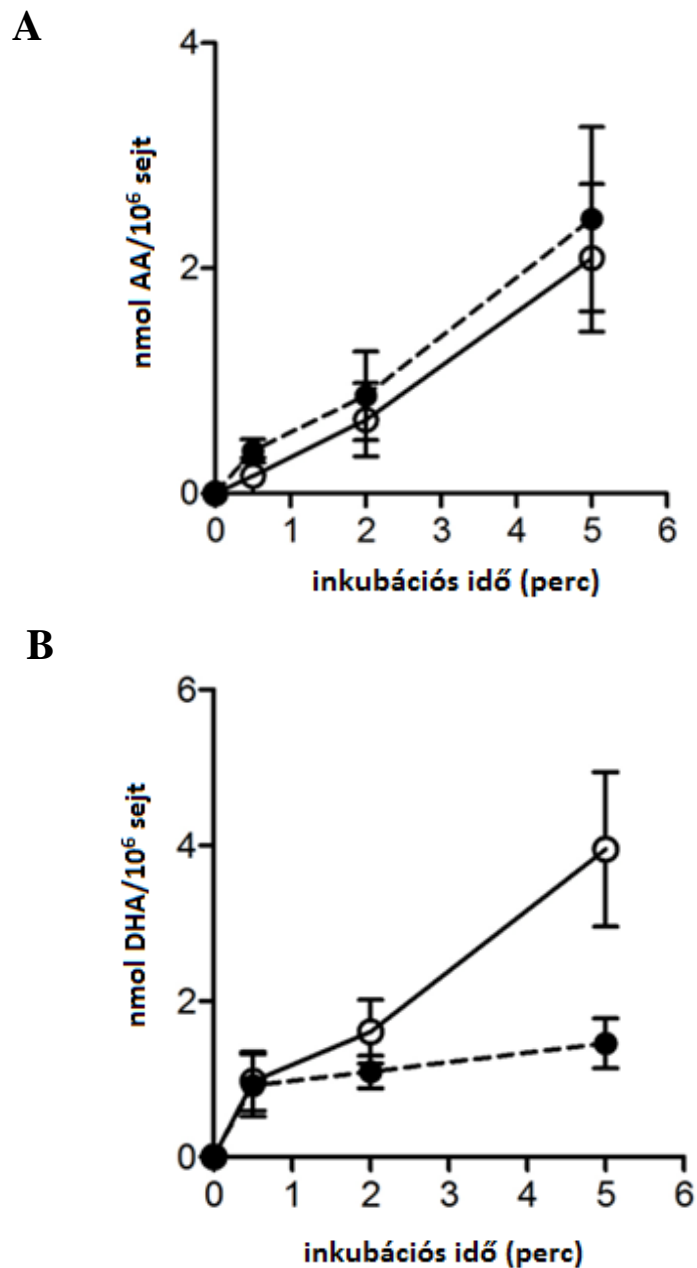 A
4
2
0
nmol AA/10⁶ sejt
0 1 2 3 4 5 6
inkubációs idő (perc)
B
6
4
2
0
nmol DHA/10⁶ sejt
0 1 2 3 4 5 6
inkubációs idő (perc)